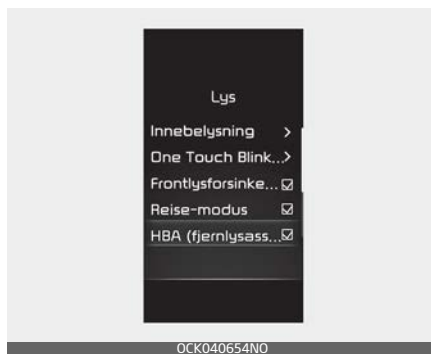 Lys
Innebelysning >
One Touch Blink...>
Frontlysforsinke... ☑
Reise-modus ☑
HBA (fjernlysass...☑
OCK040654NO